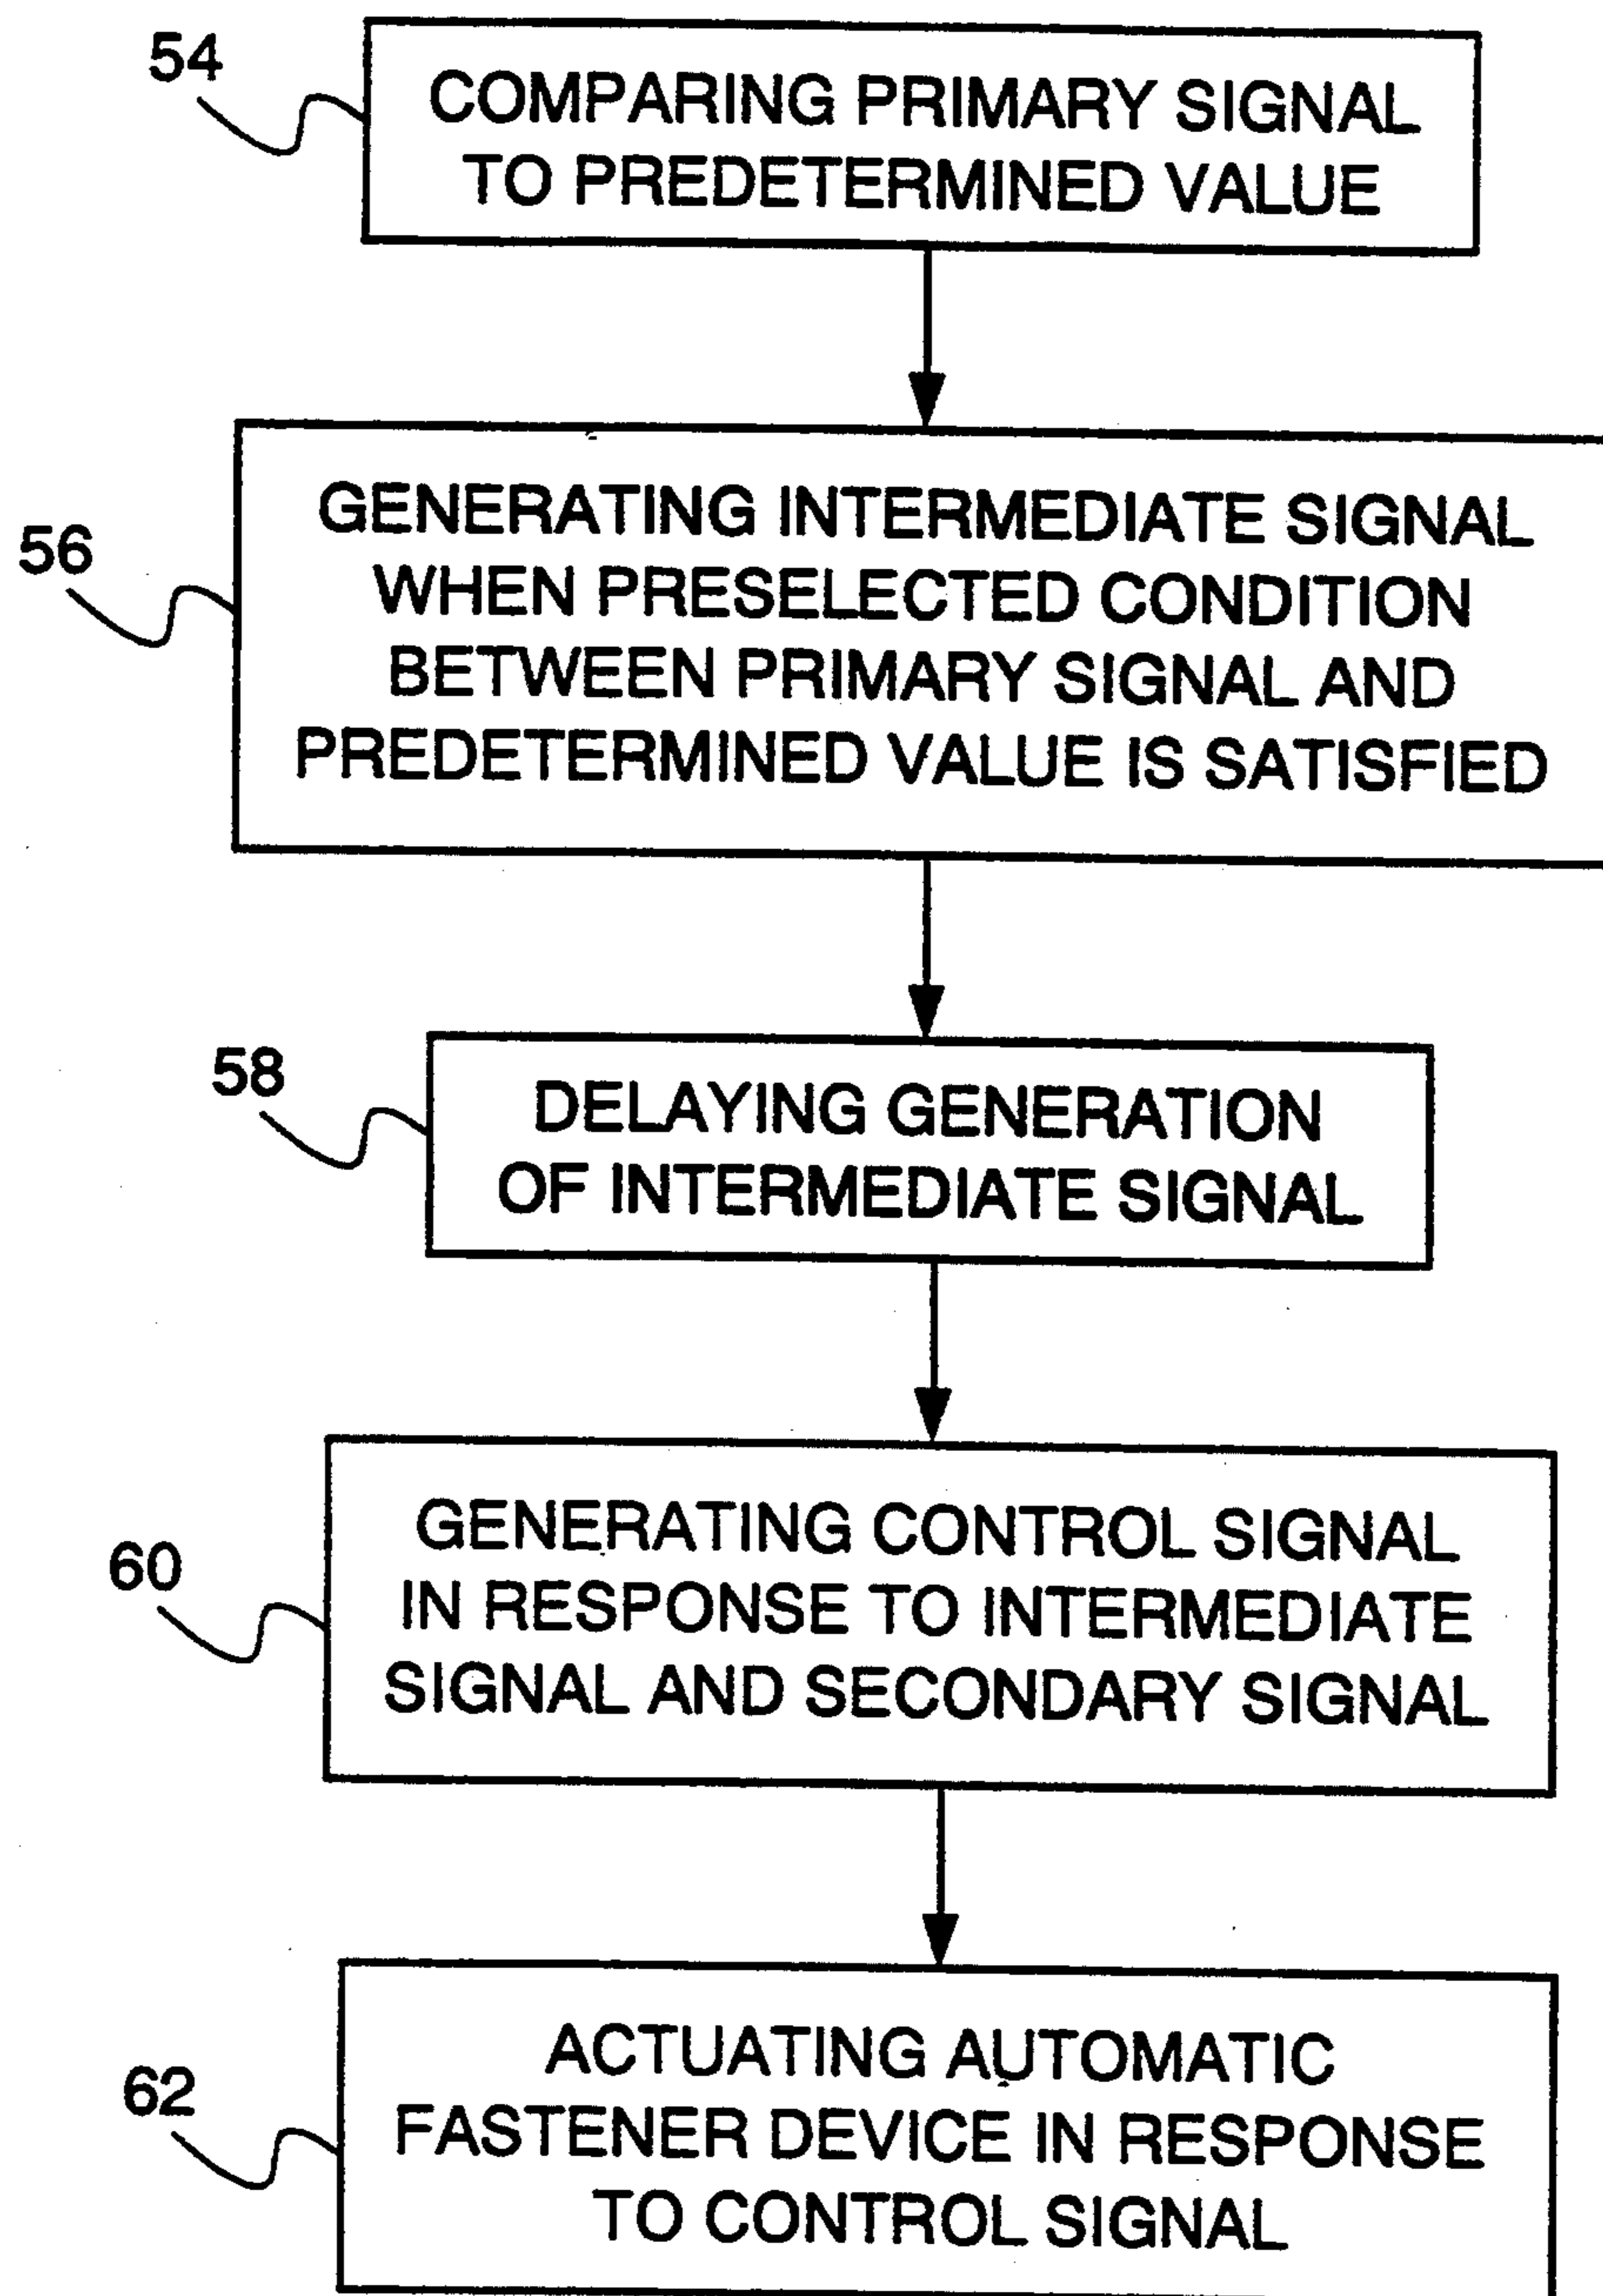 54
COMPARING PRIMARY SIGNAL
TO PREDETERMINED VALUE
56
GENERATING INTERMEDIATE SIGNAL
WHEN PRESELECTED CONDITION
BETWEEN PRIMARY SIGNAL AND
PREDETERMINED VALUE IS SATISFIED
58
DELAYING GENERATION
OF INTERMEDIATE SIGNAL
60
GENERATING CONTROL SIGNAL
IN RESPONSE TO INTERMEDIATE
SIGNAL AND SECONDARY SIGNAL
62
ACTUATING AUTOMATIC
FASTENER DEVICE IN RESPONSE
TO CONTROL SIGNAL